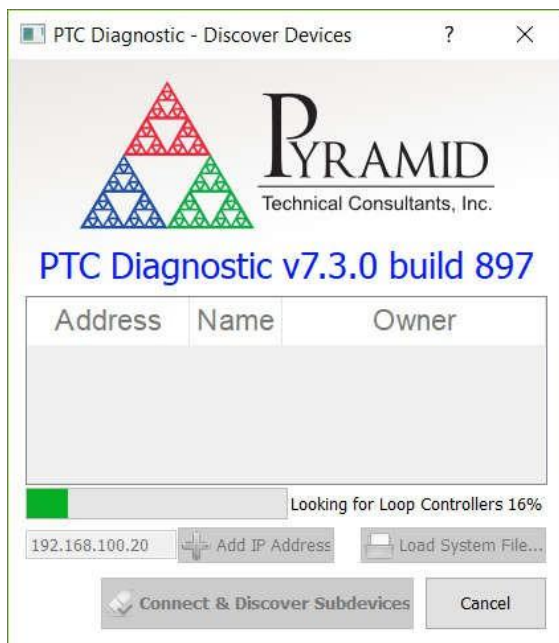 PTC Diagnostic - Discover Devices ?
PYRAMID
Technical Consultants, Inc.
PTC Diagnostic v7.3.0 build 897
Address Name Owner
Looking for Loop Controllers 16%
192.168.100.20 Add IP Address Load System File...
Connect & Discover Subdevices Cancel